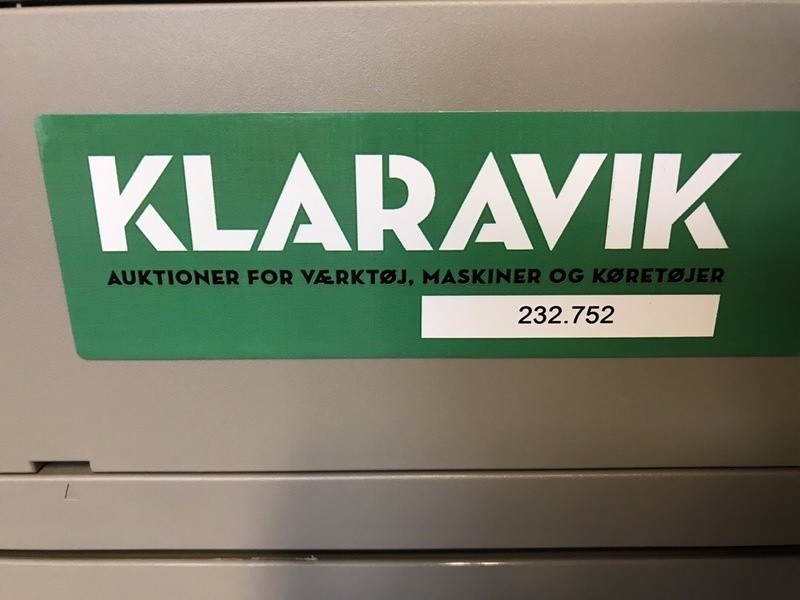 KLARAVIK
AUKTIONER FOR VÆRKTØJ, MASKINER OG KØRETØJER
232.752